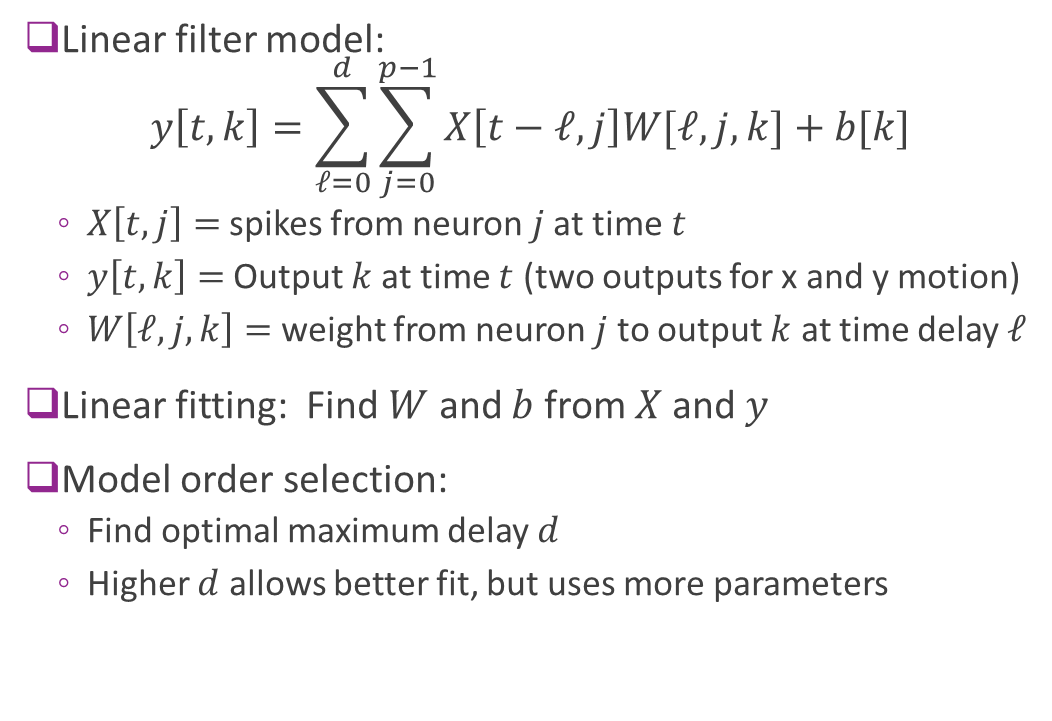 ❑Linear filter model:
y[t, k] = ∑_{ℓ=0}^{d} ∑_{j=0}^{p−1} X[t − ℓ, j]W[ℓ, j, k] + b[k]
◦ X[t, j] = spikes from neuron j at time t
◦ y[t, k] = Output k at time t (two outputs for x and y motion)
◦ W[ℓ, j, k] = weight from neuron j to output k at time delay ℓ
❑Linear fitting: Find W and b from X and y
❑Model order selection:
◦ Find optimal maximum delay d
◦ Higher d allows better fit, but uses more parameters